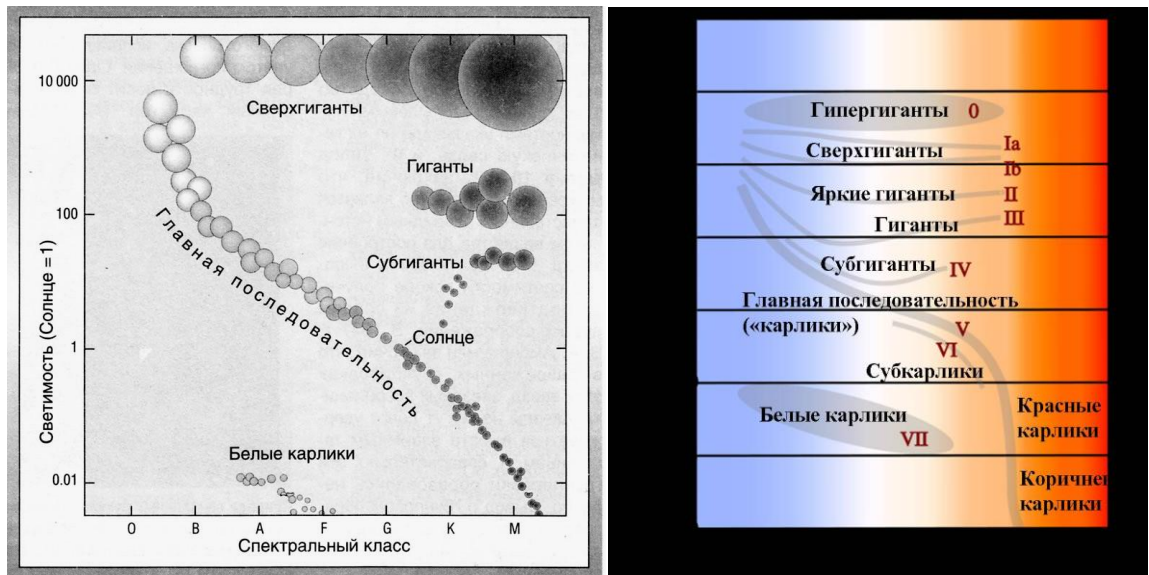 10 000
100
1
0.01
Светимость (Солнце = 1)
Сверхгиганты
Гиганты
Субгиганты
Главная последовательность
Солнце
Белые карлики
O B A F G K M
Спектральный класс
Гипергиганты 0
Сверхгиганты Ia
Ib
Яркие гиганты II
Гиганты III
Субгиганты IV
Главная последовательность
(«карлики») V
VI
Субкарлики
Белые карлики
VII
Красные
карлики
Коричне
карлики